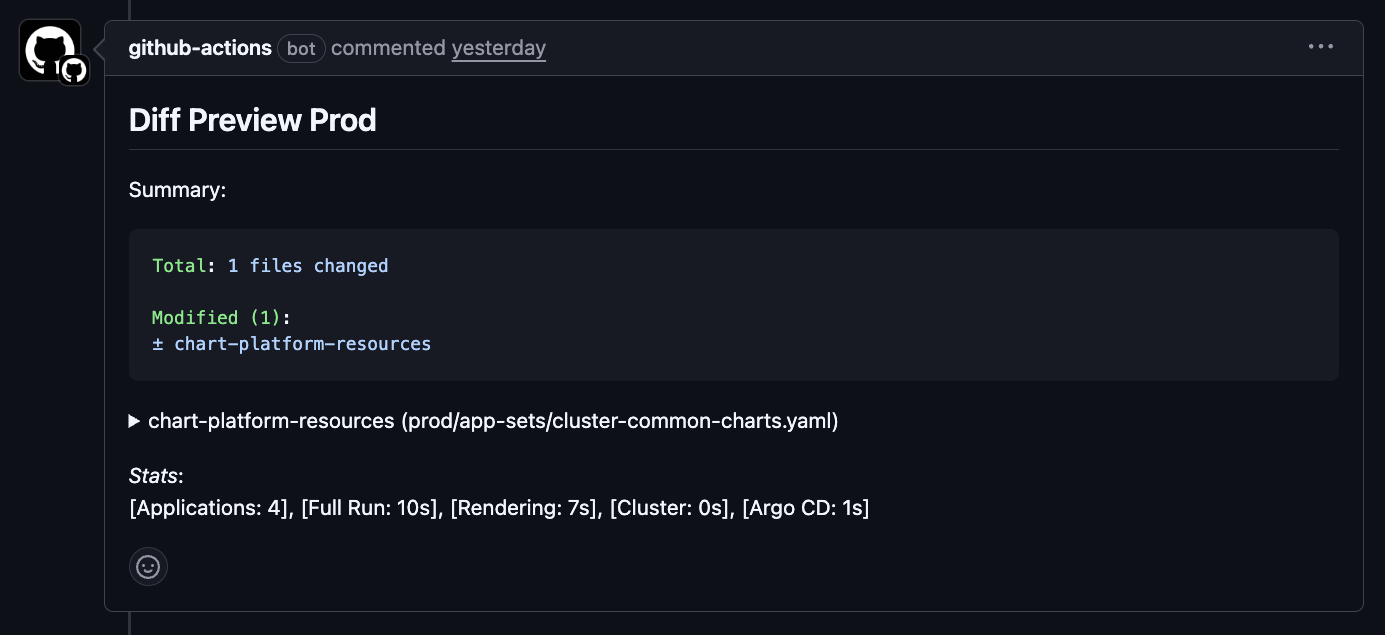 github-actions bot commented yesterday
Diff Preview Prod
Summary:
Total: 1 files changed
Modified (1):
± chart-platform-resources
chart-platform-resources (prod/app-sets/cluster-common-charts.yaml)
Stats:
[Applications: 4], [Full Run: 10s], [Rendering: 7s], [Cluster: 0s], [Argo CD: 1s]